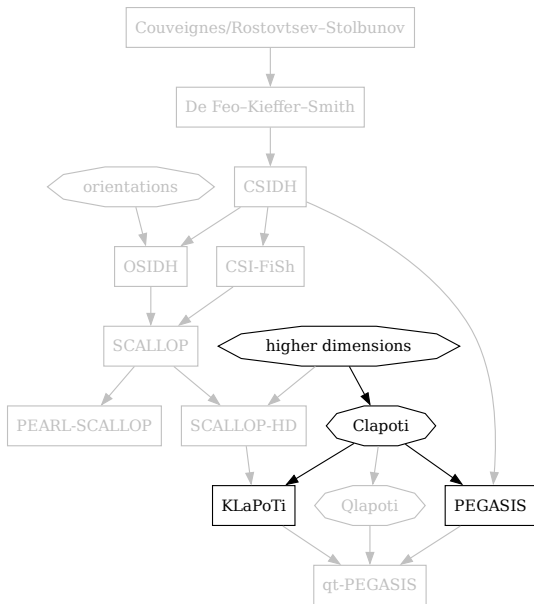 Couveignes/Rostovtsev–Stolbunov
De Feo–Kieffer–Smith
orientations
CSIDH
OSIDH
CSI-FiSh
SCALLOP
higher dimensions
PEARL-SCALLOP
SCALLOP-HD
Clapoti
KLaPoTi
Qlapoti
PEGASIS
qt-PEGASIS